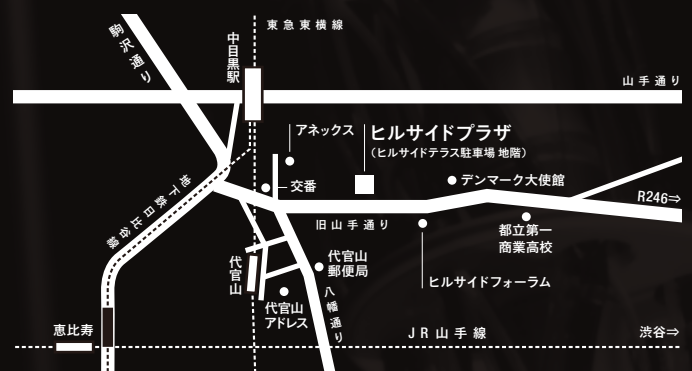 東急東横線
駒沢通り
中目黒駅
山手通り
アネックス
ヒルサイドプラザ
(ヒルサイドテラス駐車場 地階)
交番
デンマーク大使館
地下鉄日比谷線
R246⇒
旧山手通り
都立第一
商業高校
代官山
代官山
郵便局
ヒルサイドフォーラム
八幡通り
代官山
アドレス
恵比寿
JR山手線
渋谷⇒